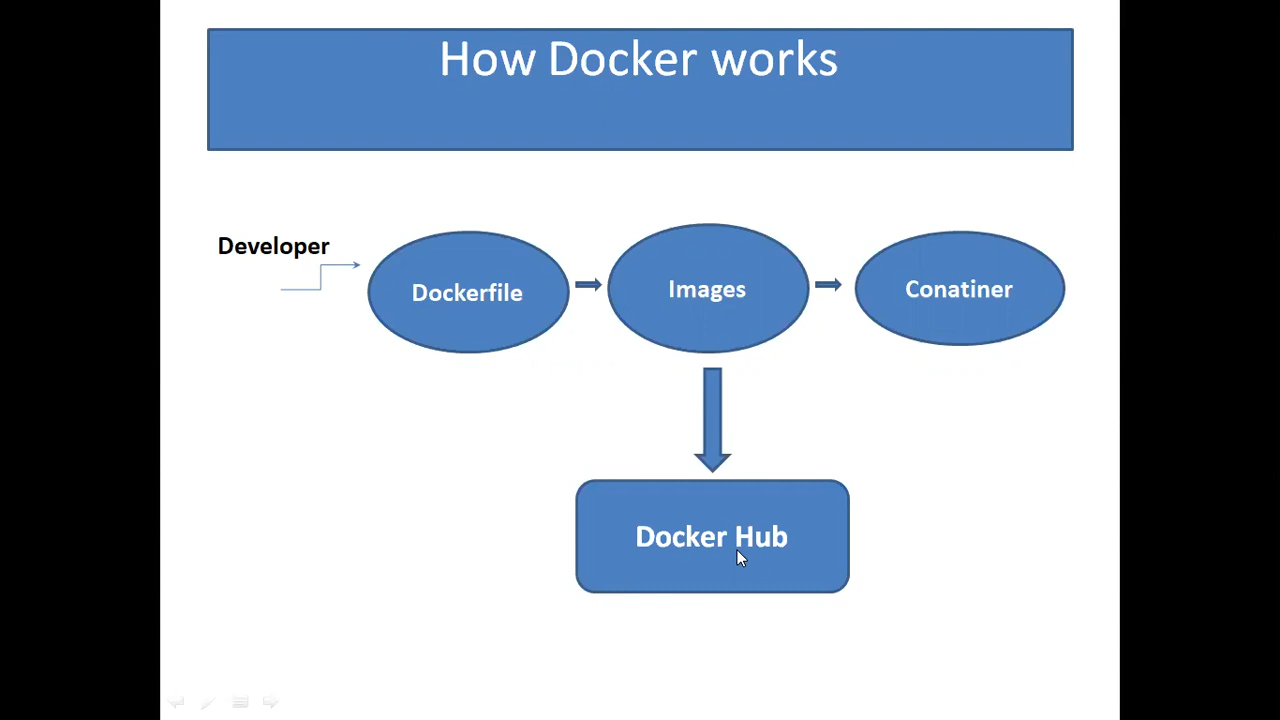 How Docker works
Developer
Dockerfile
Images
Conatiner
Docker Hub